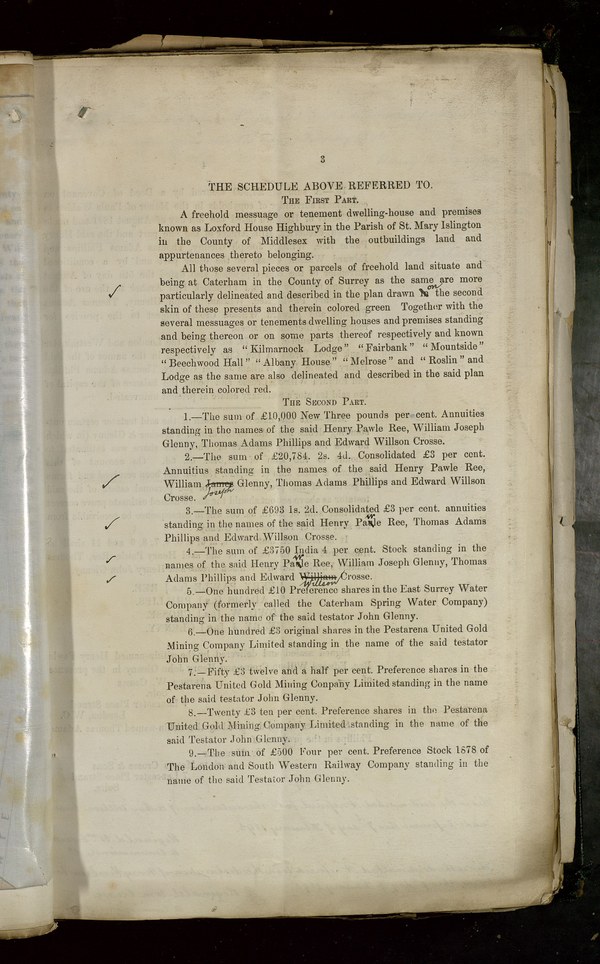 3
THE SCHEDULE ABOVE REFERRED TO.
THE FIRST PART.
A freehold messuage or tenement dwelling-house and premises
known as Loxford House Highbury in the Parish of St. Mary Islington
in the County of Middlesex with the outbuildings land and
appurtenances thereto belonging.
All those several pieces or parcels of freehold land situate and
being at Caterham in the County of Surrey as the same are more
particularly delineated and described in the plan drawn on the second
skin of these presents and therein colored green Together with the
several messuages or tenements dwelling houses and premises standing
and being thereon or on some parts thereof respectively and known
respectively as "Kilmarnock Lodge" "Fairbank" "Mountside"
"Beechwood Hall" "Albany House" "Melrose" and "Roslin" and
Lodge as the same are also delineated and described in the said plan
and therein colored red.
THE SECOND PART.
1.—The sum of £10,000 New Three pounds per cent. Annuities
standing in the names of the said Henry Pawle Ree, William Joseph
Glenny, Thomas Adams Phillips and Edward Willson Crosse.
2.—The sum of £20,784. 2s. 4d. Consolidated £3 per cent.
Annuitius standing in the names of the said Henry Pawle Ree,
William James Glenny, Thomas Adams Phillips and Edward Willson
Joseph
Crosse.
3.—The sum of £693 1s. 2d. Consolidated £3 per cent. annuities
standing in the names of the said Henry Pawle Ree, Thomas Adams
Phillips and Edward Willson Crosse.
4.—The sum of £3750 India 4 per cent. Stock standing in the
names of the said Henry Pawle Ree, William Joseph Glenny, Thomas
Adams Phillips and Edward William Crosse.
Willson
5.—One hundred £10 Preference shares in the East Surrey Water
Company (formerly called the Caterham Spring Water Company)
standing in the name of the said testator John Glenny.
6.—One hundred £3 original shares in the Pestarena United Gold
Mining Company Limited standing in the name of the said testator
John Glenny.
7.—Fifty £3 twelve and a half per cent. Preference shares in the
Pestarena United Gold Mining Conpany Limited standing in the name
of the said testator John Glenny.
8.—Twenty £3 ten per cent. Preference shares in the Pestarena
United Gold Mining Company Limited standing in the name of the
said Testator John Glenny.
9.—The sum of £500 Four per cent. Preference Stock 1878 of
The London and South Western Railway Company standing in the
name of the said Testator John Glenny.